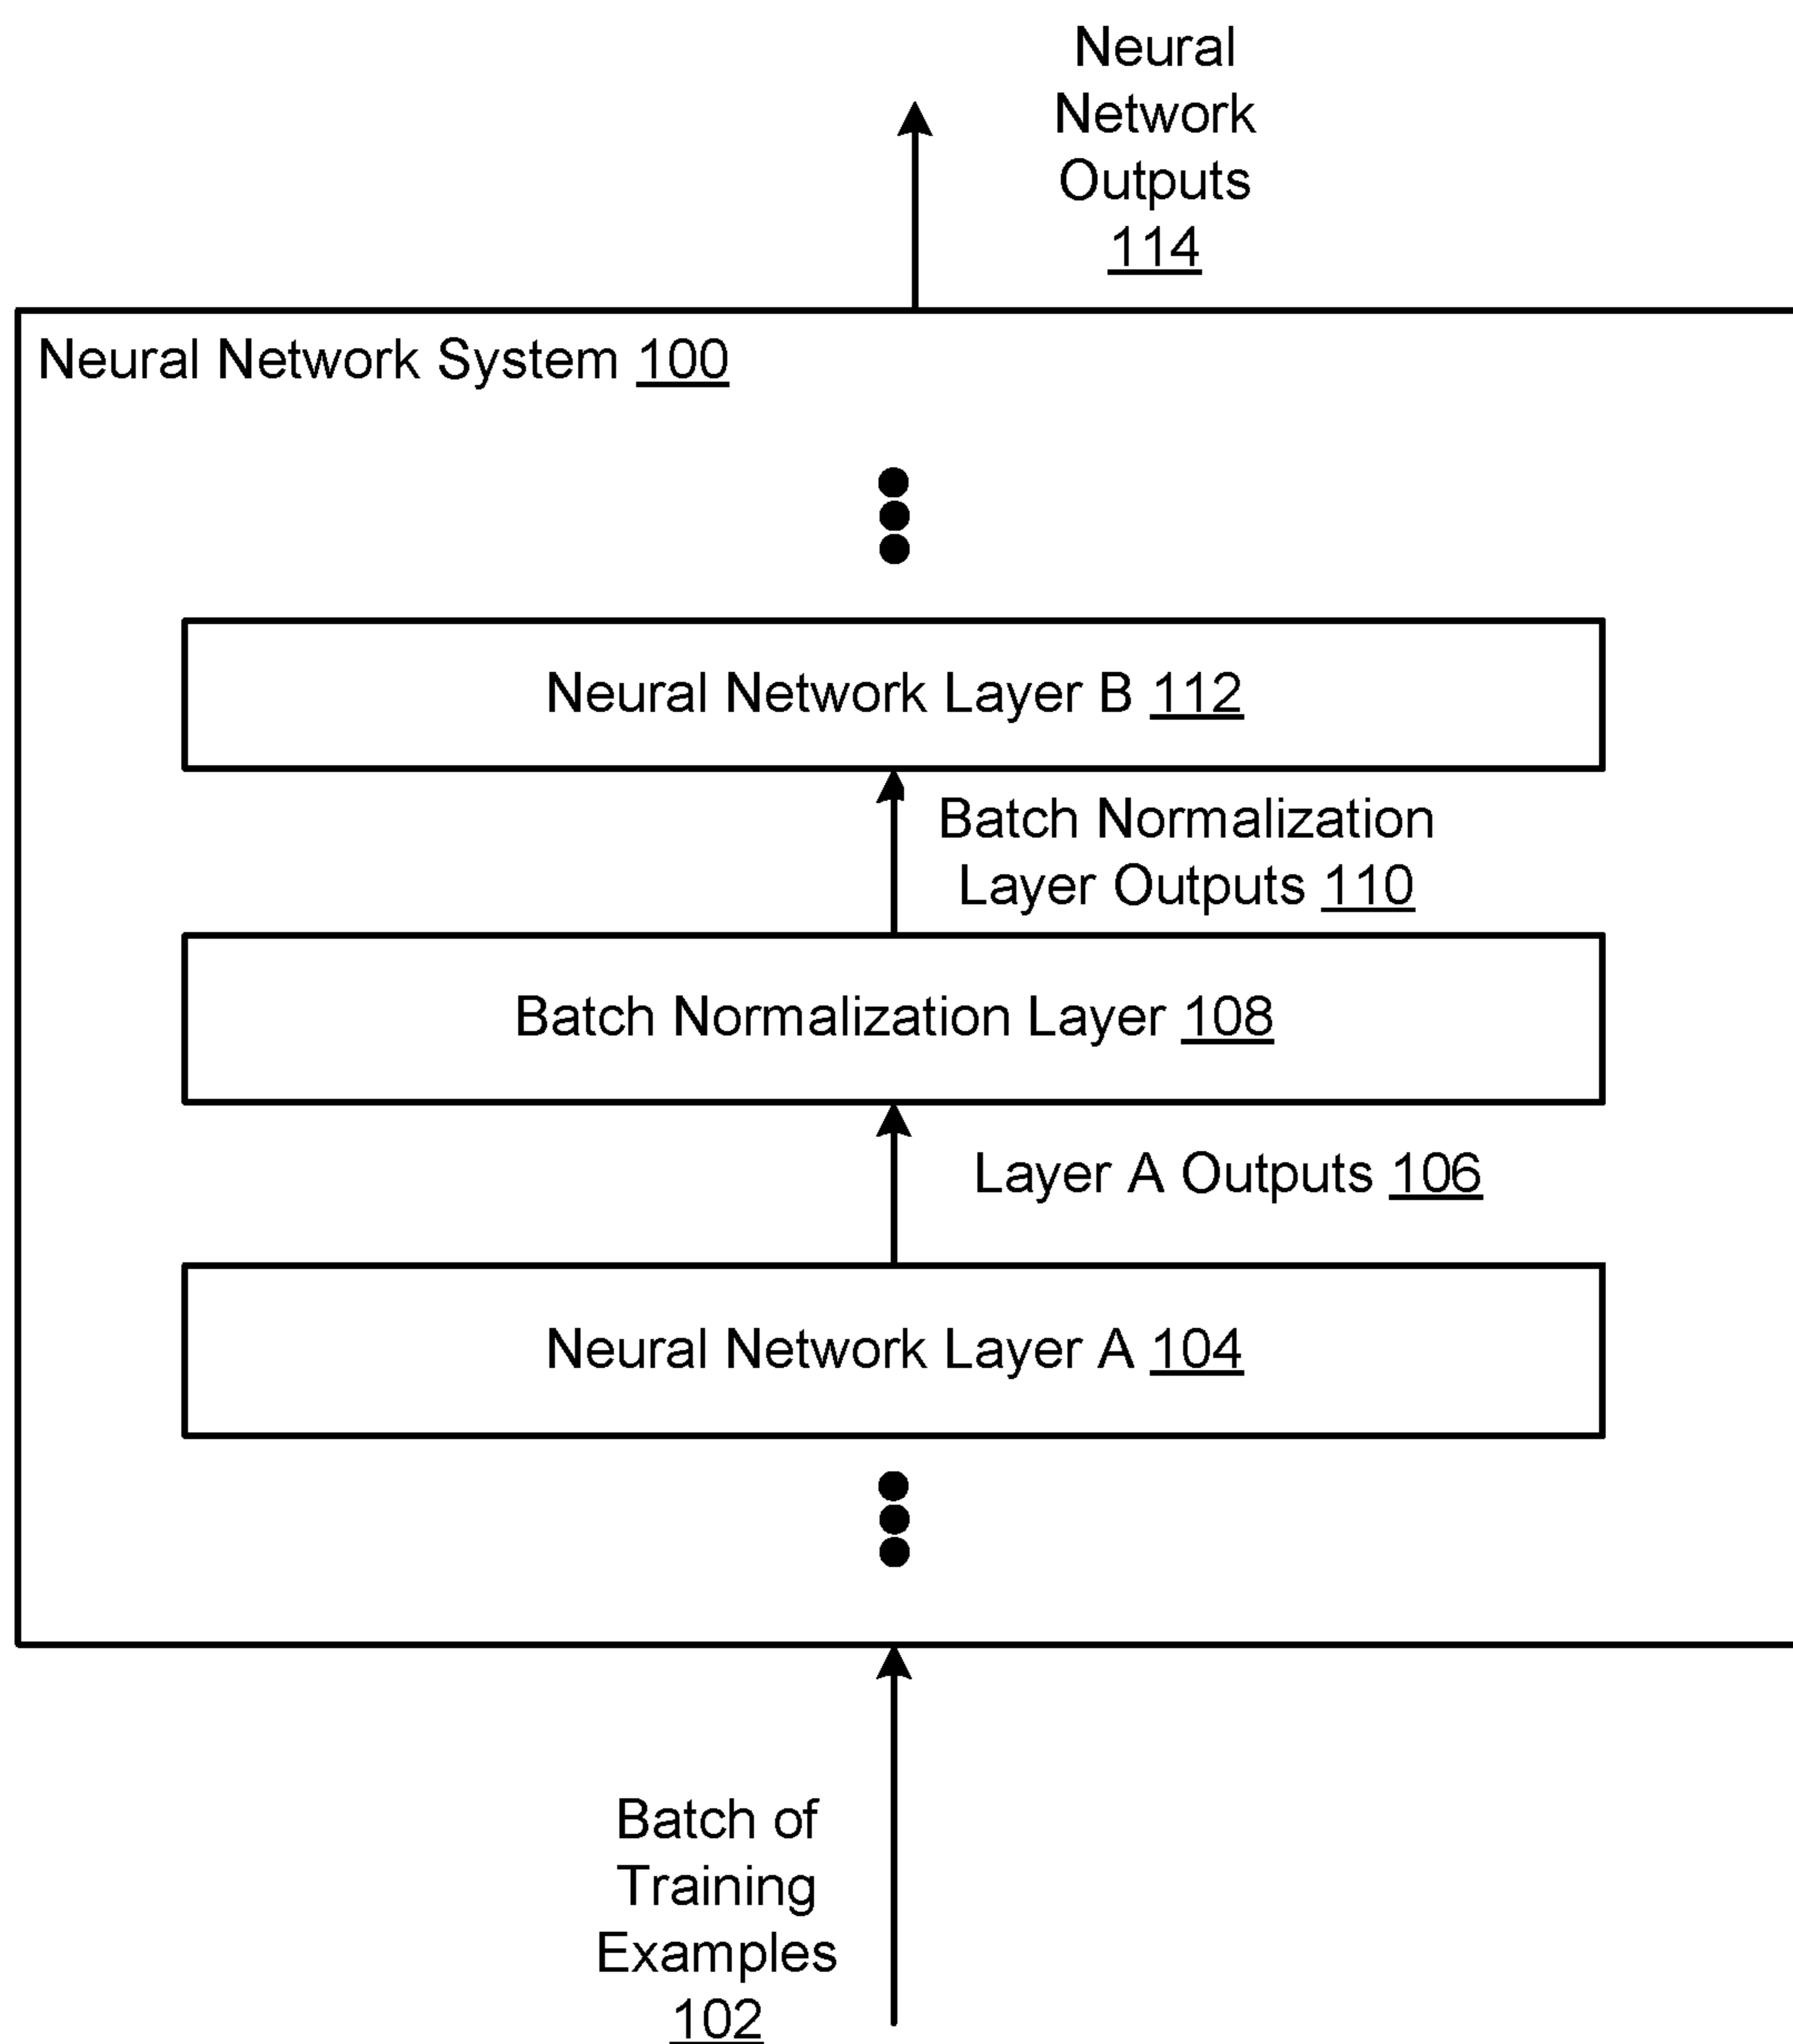 Neural
Network
Outputs
114
Neural Network System 100
Neural Network Layer B 112
Batch Normalization
Layer Outputs 110
Batch Normalization Layer 108
Layer A Outputs 106
Neural Network Layer A 104
Batch of
Training
Examples
102